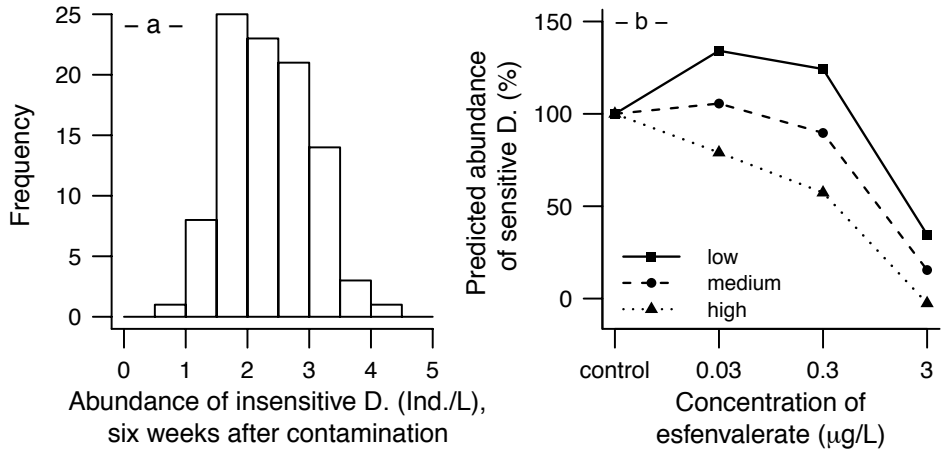 – a –
25
20
15
10
5
0
Frequency
0 1 2 3 4 5
Abundance of insensitive D. (Ind./L),
six weeks after contamination
– b –
150
100
50
0
Predicted abundance
of sensitive D. (%)
low
medium
high
control 0.03 0.3 3
Concentration of
esfenvalerate (μg/L)